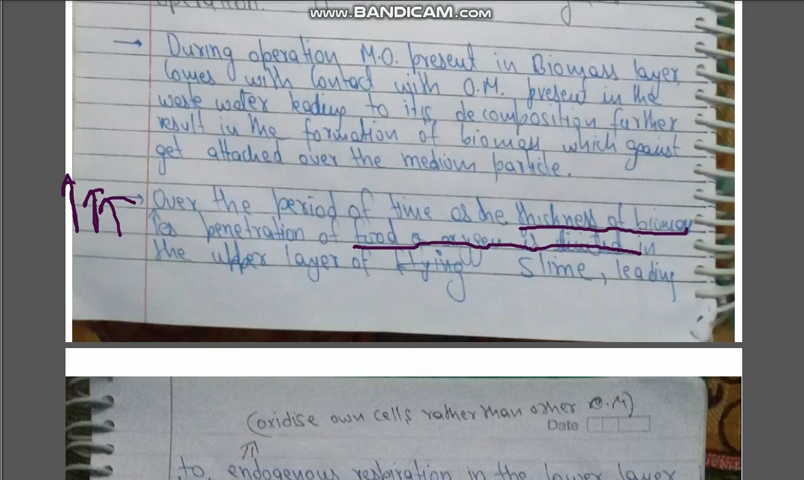 www.BANDICAM.com
operation.
→ During operation M.O. present in Biomass layer
Comes with Contact with O.M. present in the
waste water leading to its decomposition further
result in the formation of biomass which
get attached over the medium particle.
→ Over the period of time as the thickness of biomass
penetration of food & oxygen is limited in
the upper layer of slime, leading
(oxidise own cells rather than other O.M)
Date
to endogenous respiration in the lower layer